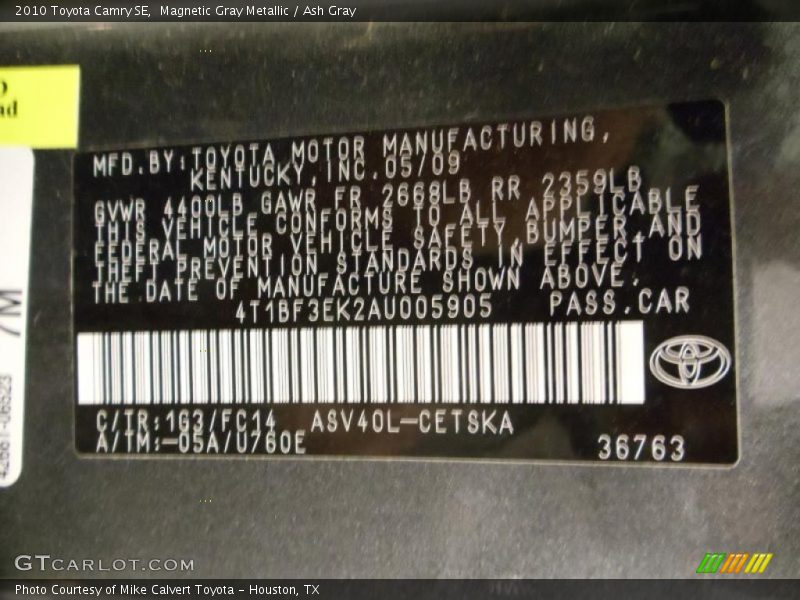 2010 Toyota Camry SE,  Magnetic Gray Metallic / Ash Gray
MFD.BY:TOYOTA MOTOR MANUFACTURING,
KENTUCKY,INC.05/09
GVWR 4400LB GAWR FR 2668LB RR 2359LB
THIS VEHICLE CONFORMS TO ALL APPLICABLE
FEDERAL MOTOR VEHICLE SAFETY,BUMPER,AND
THEFT PREVENTION STANDARDS IN EFFECT ON
THE DATE OF MANUFACTURE SHOWN ABOVE.
4T1BF3EK2AU005905 PASS.CAR
C/TR:1G3/FC14 ASV40L-CETSKA
A/TM:-05A/U760E
36763
7M
GTCARLOT.COM
Photo Courtesy of Mike Calvert Toyota - Houston, TX